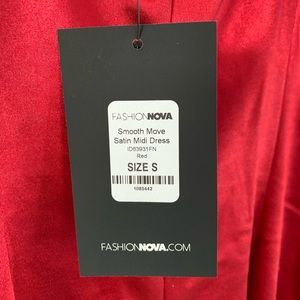 FASHIONNOVA
Smooth Move
Satin Midi Dress
ID63931FN
Red
SIZE S
1085442
FASHIONNOVA.COM